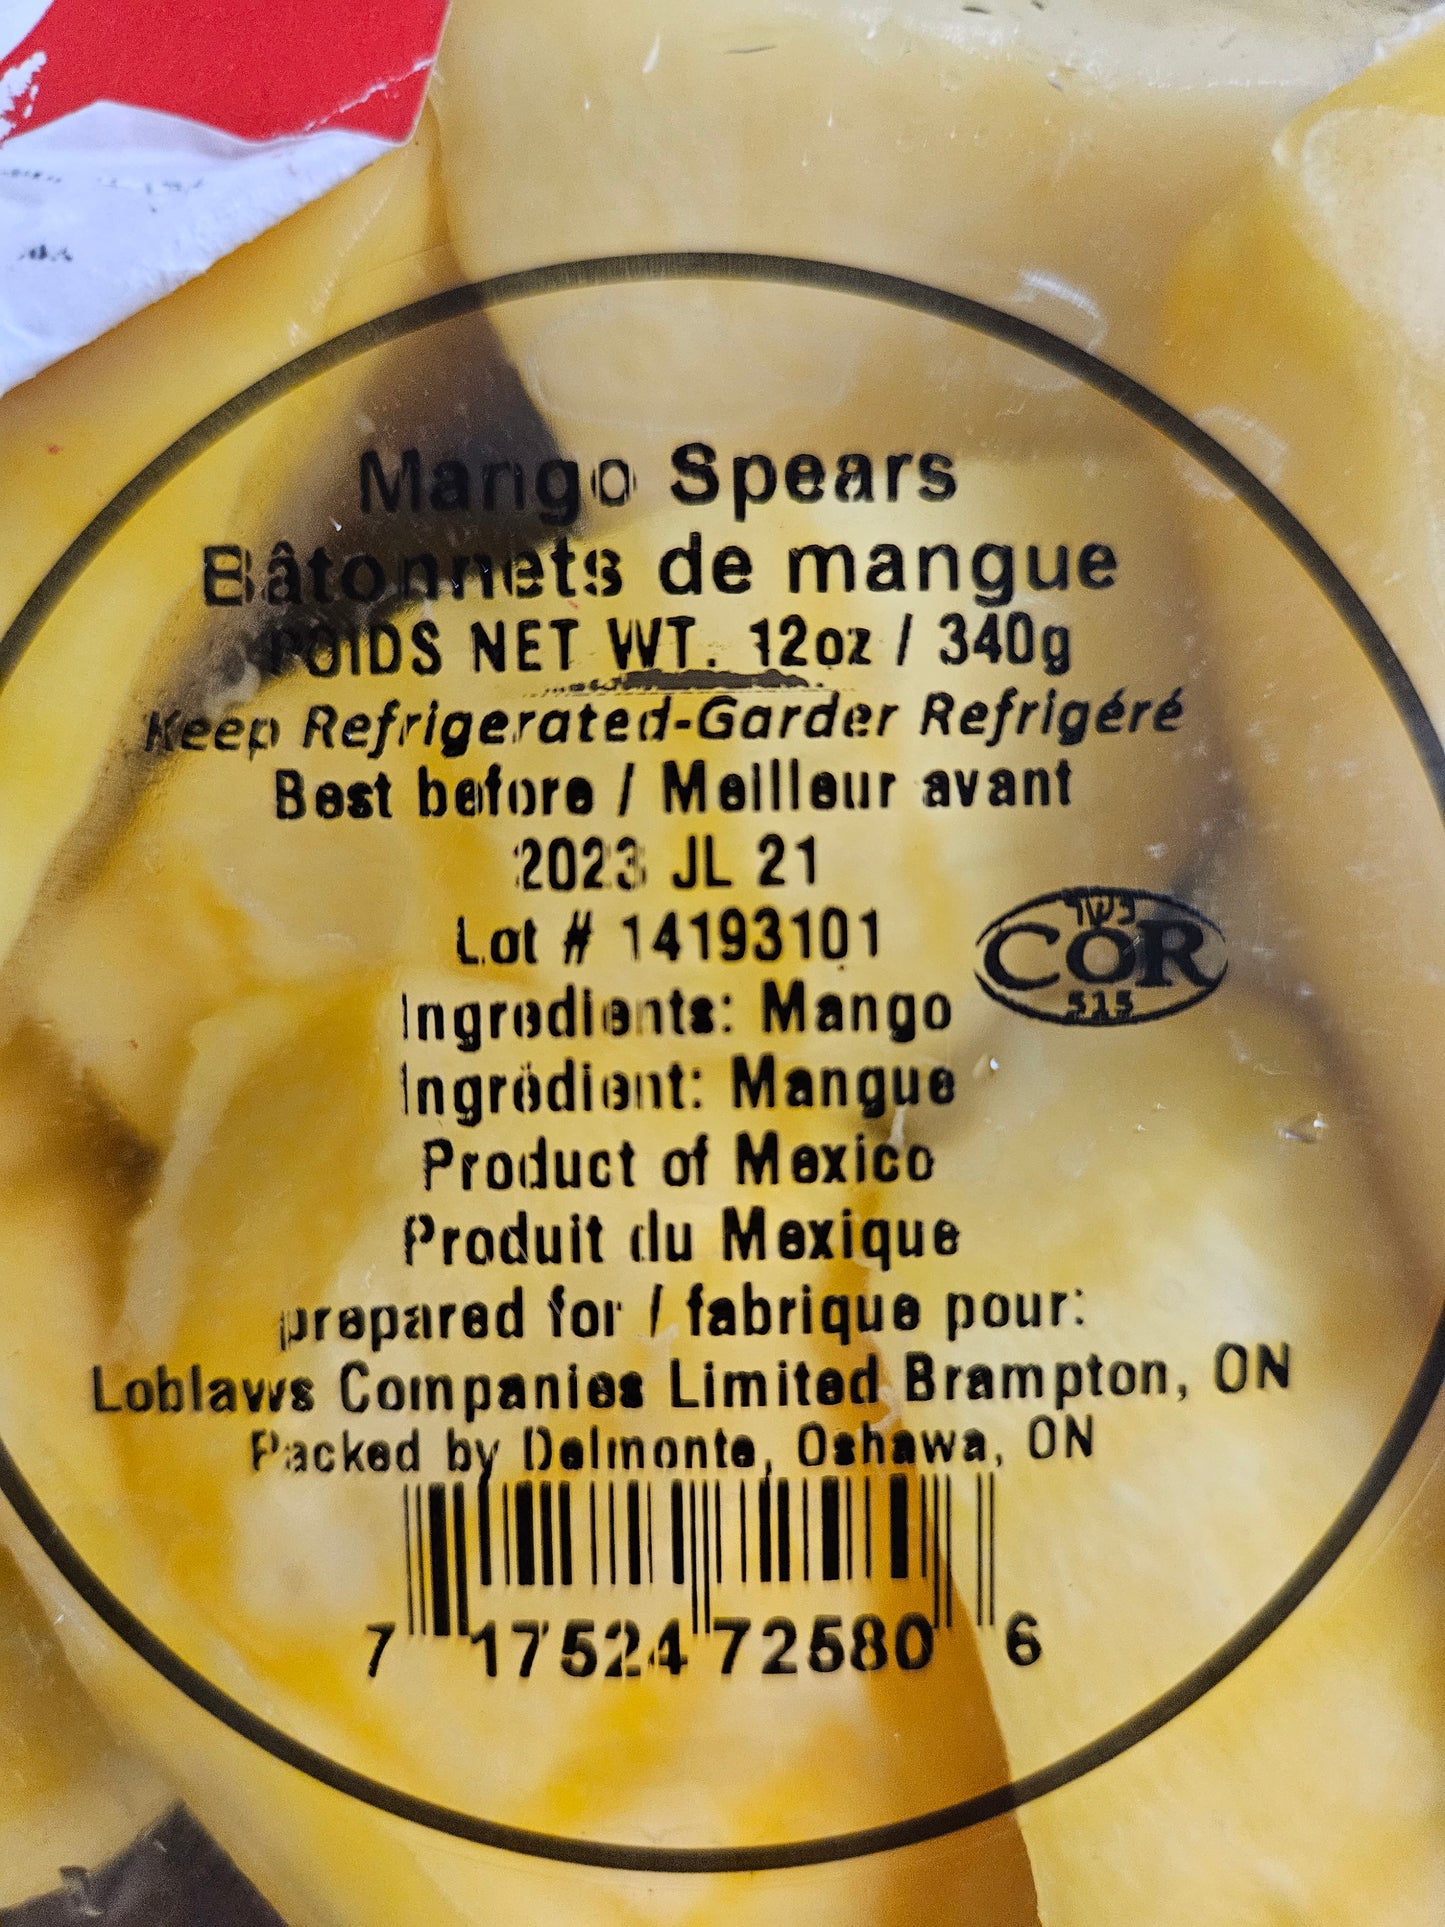 Mango Spears
Bâtonnets de mangue
POIDS NET WT. 12oz / 340g
Keep Refrigerated-Garder Refrigéré
Best before / Meilleur avant
2023 JL 21
Lot # 14193101
כשר
COR
515
Ingredients: Mango
Ingrédient: Mangue
Product of Mexico
Produit du Mexique
prepared for / fabrique pour:
Loblaws Companies Limited Brampton, ON
Packed by Delmonte, Oshawa, ON
7 17524 72580 6